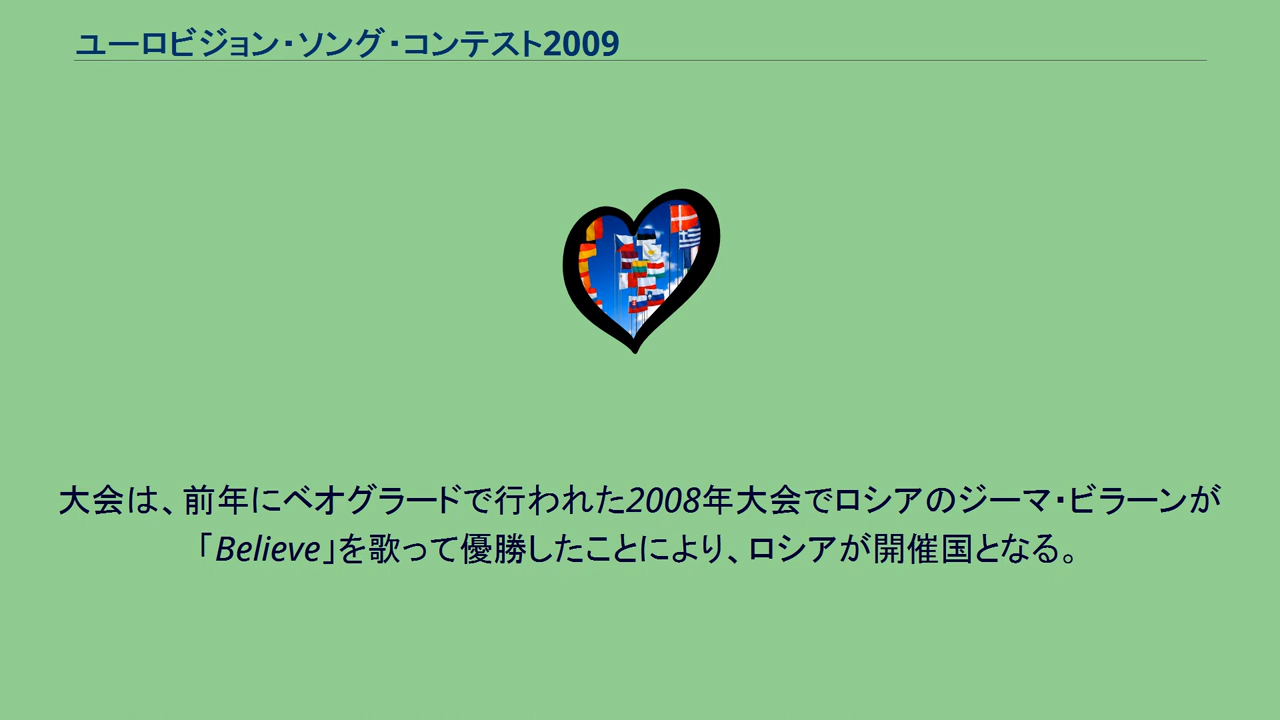 ユーロビジョン・ソング・コンテスト2009
大会は、前年にベオグラードで行われた2008年大会でロシアのジーマ・ビラーンが
「Believe」を歌って優勝したことにより、ロシアが開催国となる。